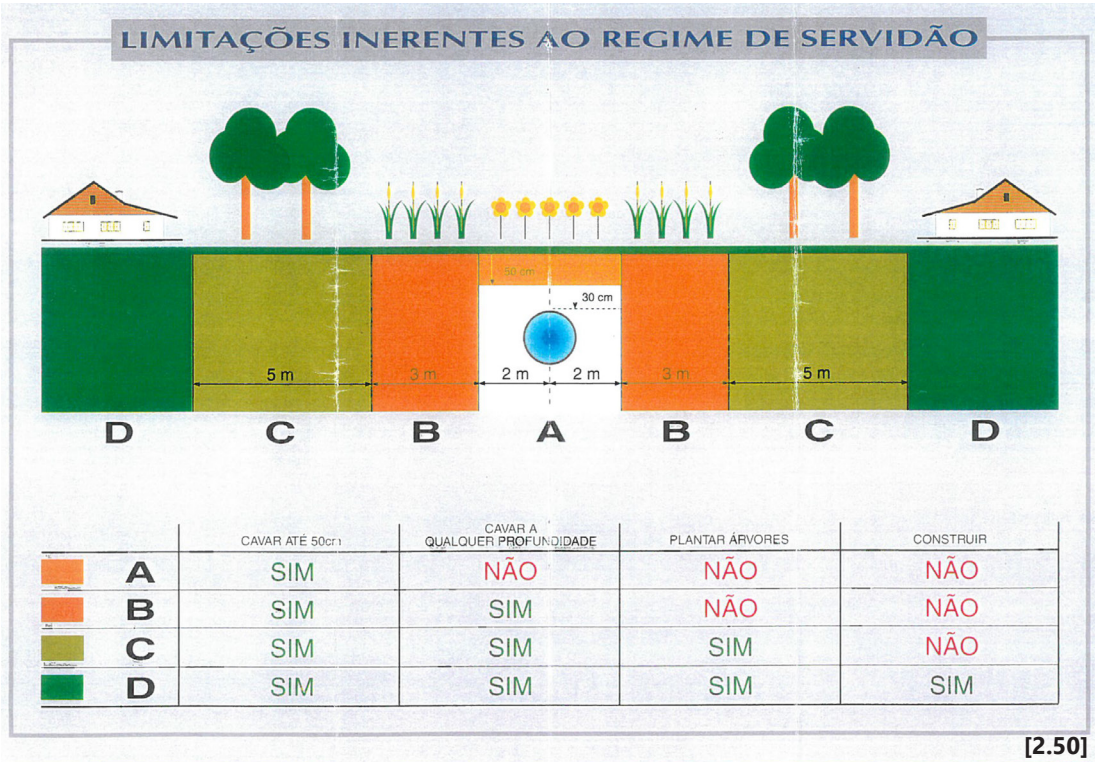 LIMITAÇÕES INERENTES AO REGIME DE SERVIDÃO
50 cm
30 cm
5 m 3 m 2 m 2 m 3 m 5 m
D C B A B C D
CAVAR ATÉ 50cm CAVAR A QUALQUER PROFUNDIDADE PLANTAR ÁRVORES CONSTRUIR
A SIM NÃO NÃO NÃO
B SIM SIM NÃO NÃO
C SIM SIM SIM NÃO
D SIM SIM SIM SIM
[2.50]